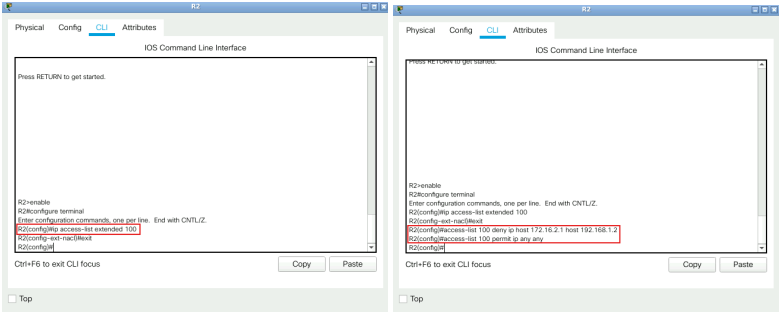 R2
Physical Config CLI Attributes
IOS Command Line Interface
Press RETURN to get started.
R2>enable
R2#configure terminal
Enter configuration commands, one per line. End with CNTL/Z.
R2(config)#ip access-list extended 100
R2(config-ext-nacl)#exit
R2(config)#
Ctrl+F6 to exit CLI focus
Copy Paste
Top
R2
Physical Config CLI Attributes
IOS Command Line Interface
Press RETURN to get started.
R2>enable
R2#configure terminal
Enter configuration commands, one per line. End with CNTL/Z.
R2(config)#ip access-list extended 100
R2(config-ext-nacl)#exit
R2(config)#access-list 100 deny ip host 172.16.2.1 host 192.168.1.2
R2(config)#access-list 100 permit ip any any
R2(config)#
Ctrl+F6 to exit CLI focus
Copy Paste
Top